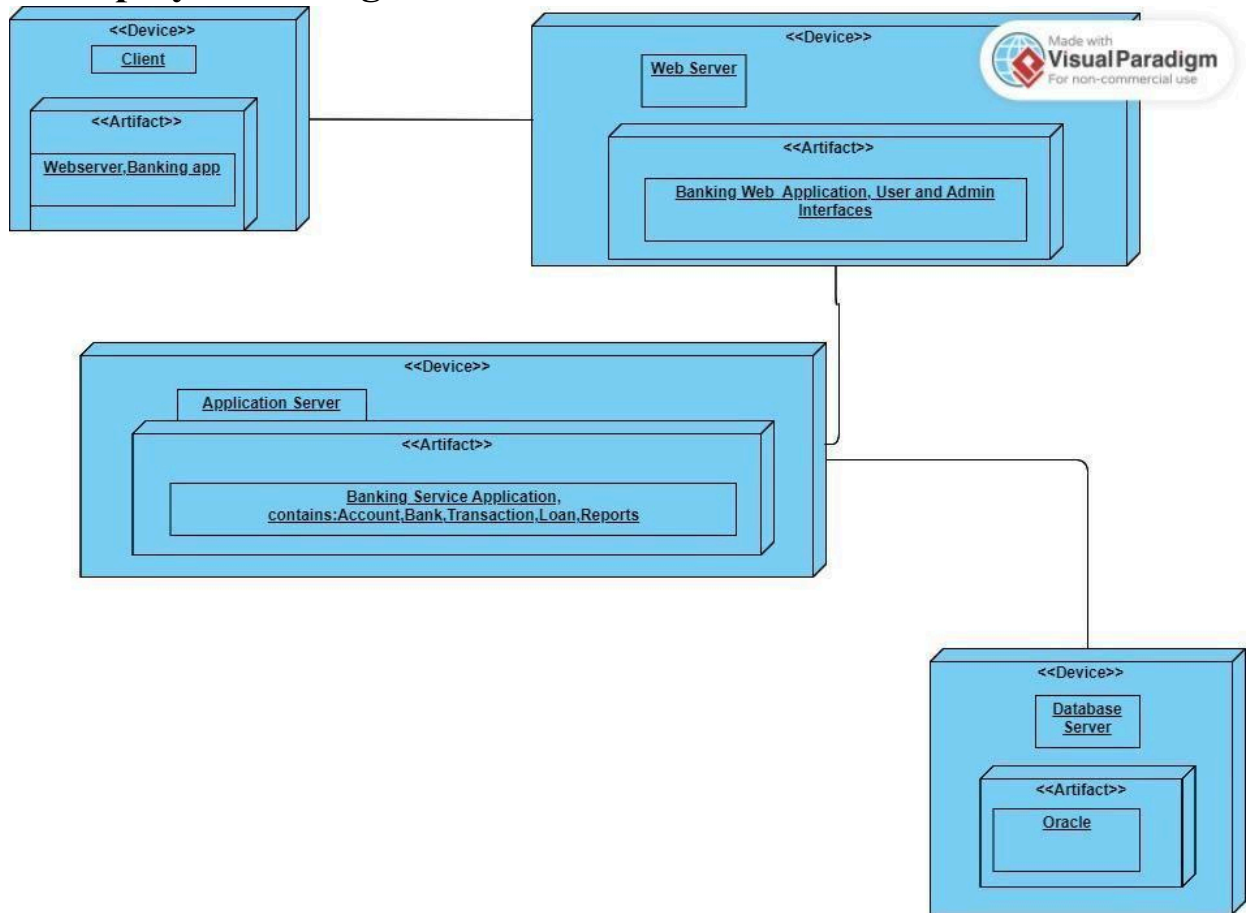 <<Device>>
Client
<<Artifact>>
Webserver,Banking app
<<Device>>
Web Server
<<Artifact>>
Banking Web Application, User and Admin
Interfaces
Made with
Visual Paradigm
For non-commercial use
<<Device>>
Application Server
<<Artifact>>
Banking Service Application,
contains:Account,Bank,Transaction,Loan,Reports
<<Device>>
Database
Server
<<Artifact>>
Oracle